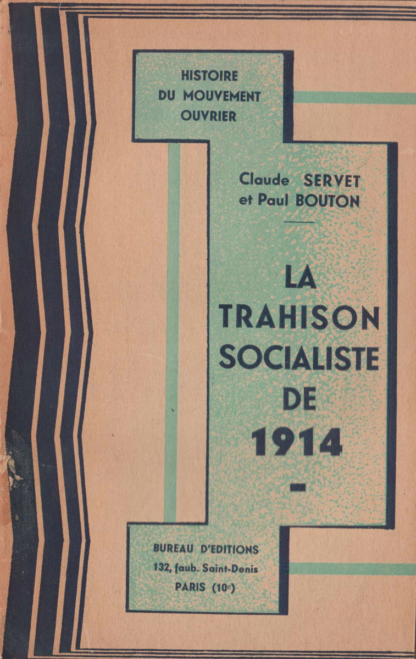 HISTOIRE
DU MOUVEMENT
OUVRIER
Claude SERVET
et Paul BOUTON
LA
TRAHISON
SOCIALISTE
DE
1914
BUREAU D'EDITIONS
132, faub. Saint-Denis
PARIS (10e)